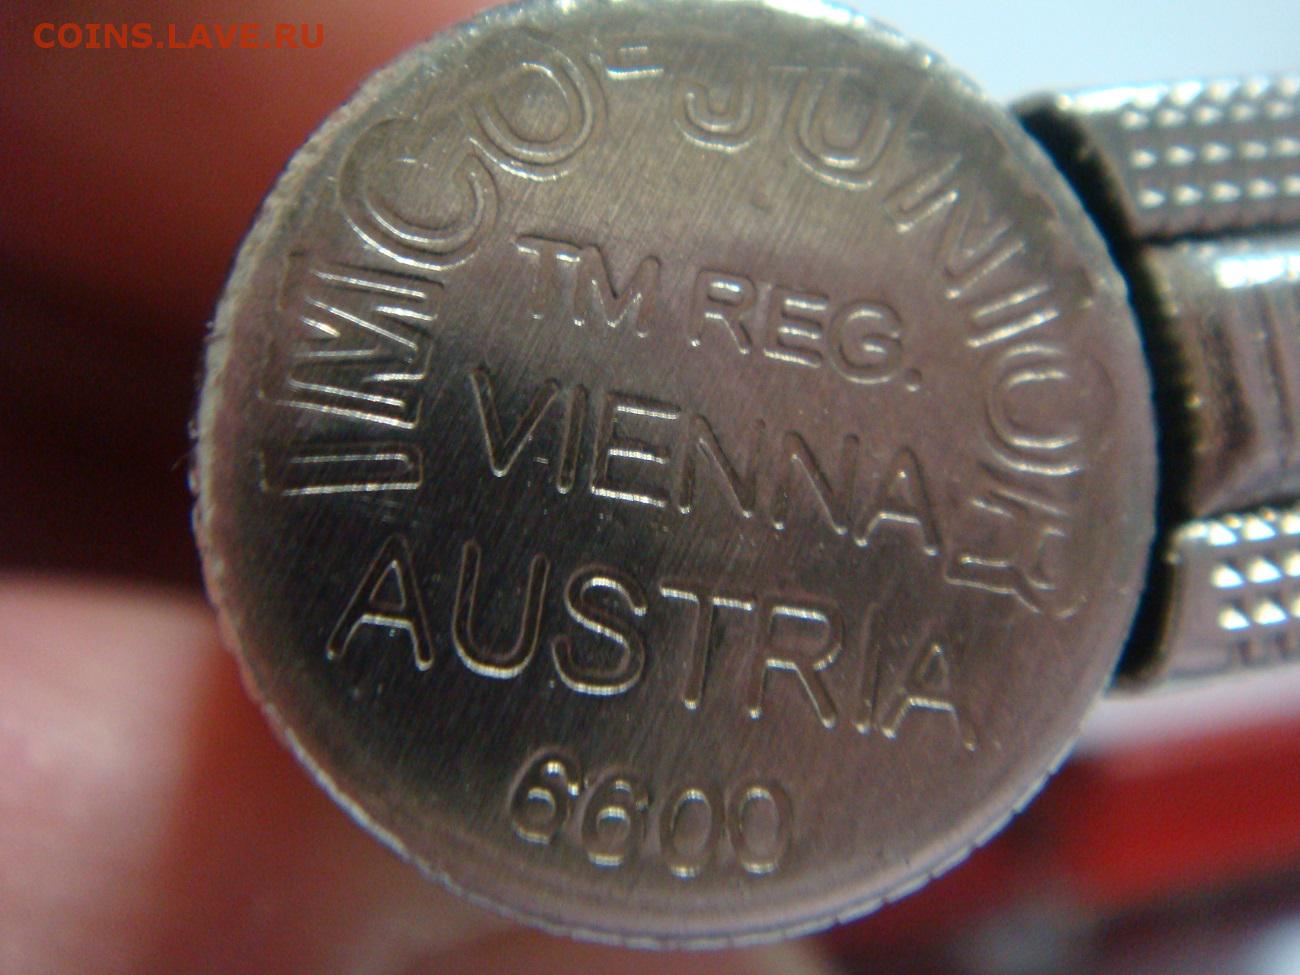 COINS.LAVE.RU
IMCO-JUNIOR
TM REG.
VIENNA
AUSTRIA
6600